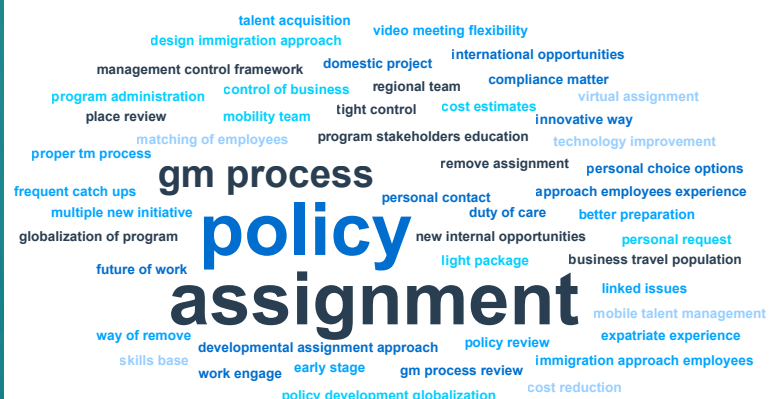 talent acquisition
video meeting flexibility
design immigration approach
international opportunities
domestic project
management control framework
compliance matter
regional team
control of business
program administration
virtual assignment
cost estimates
tight control
place review
mobility team
innovative way
program stakeholders education
matching of employees
technology improvement
proper tm process
remove assignment
personal choice options
gm process
frequent catch ups
approach employees experience
personal contact
multiple new initiative
duty of care
better preparation
policy
globalization of program
new internal opportunities
personal request
light package
business travel population
future of work
linked issues
assignment
mobile talent management
way of remove
expatriate experience
policy review
developmental assignment approach
skills base
immigration approach employees
early stage
gm process review
work engage
cost reduction
policy development globalization